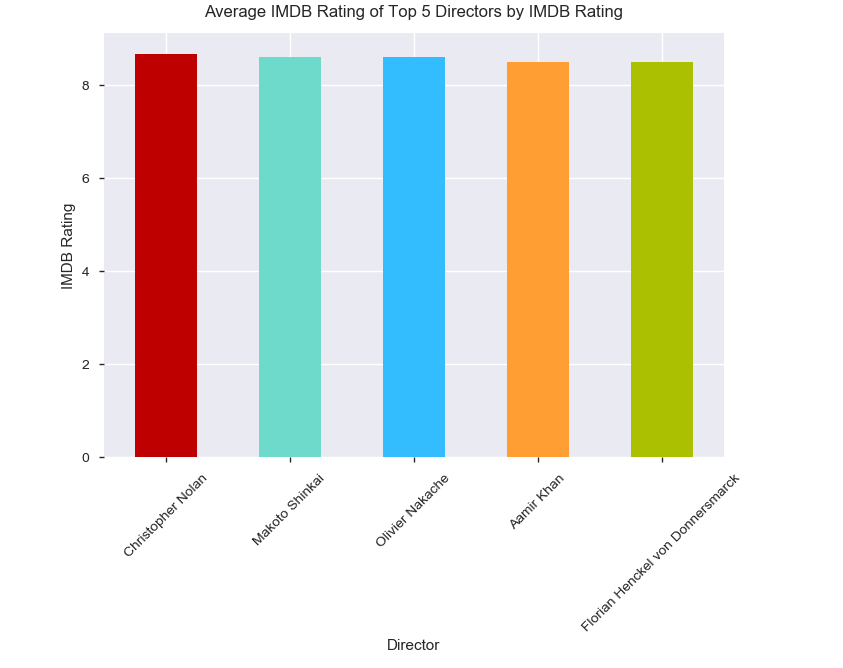 Average IMDB Rating of Top 5 Directors by IMDB Rating
IMDB Rating
8
6
4
2
0
Christopher Nolan
Makoto Shinkai
Olivier Nakache
Aamir Khan
Florian Henckel von Donnersmarck
Director